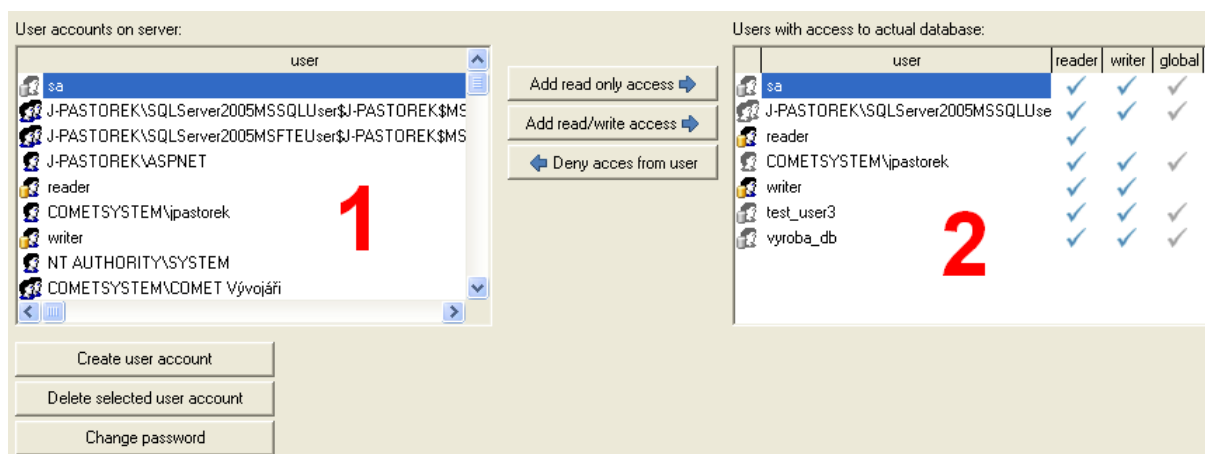 User accounts on server:
user
sa
J-PASTOREK\SQLServer2005MSSQLUser$J-PASTOREK$MS
J-PASTOREK\SQLServer2005MSFTEUser$J-PASTOREK$MS
J-PASTOREK\ASPNET
reader
COMETSYSTEM\jpastorek
writer
NT AUTHORITY\SYSTEM
COMETSYSTEM\COMET Vývojáři
1
Add read only access
Add read/write access
Deny acces from user
Users with access to actual database:
user reader writer global
sa
J-PASTOREK\SQLServer2005MSSQLUse
reader
COMETSYSTEM\jpastorek
writer
test_user3
vyroba_db
2
Create user account
Delete selected user account
Change password